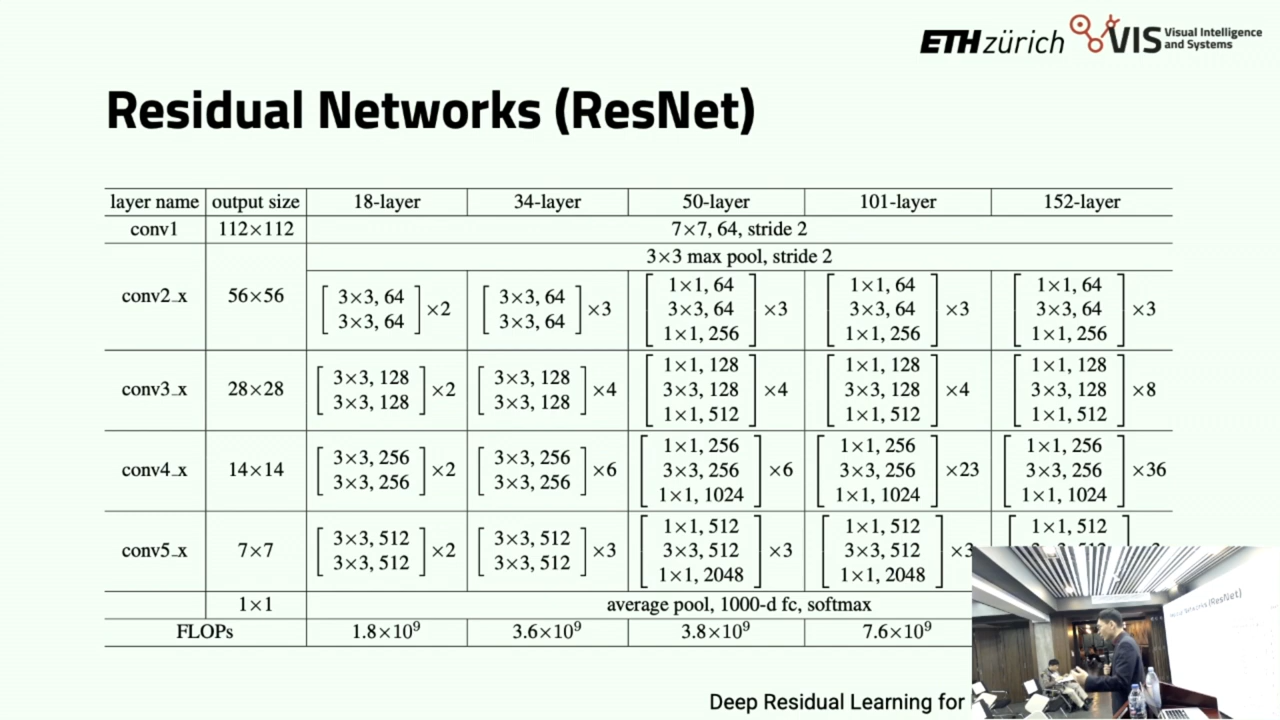 ETH zürich VIS Visual Intelligence
and Systems
Residual Networks (ResNet)
layer name output size 18-layer 34-layer 50-layer 101-layer 152-layer
conv1 112×112 7×7, 64, stride 2
3×3 max pool, stride 2
conv2_x 56×56 [3×3, 64 3×3, 64]×2 [3×3, 64 3×3, 64]×3 [1×1, 64 3×3, 64 1×1, 256]×3 [1×1, 64 3×3, 64 1×1, 256]×3 [1×1, 64 3×3, 64 1×1, 256]×3
conv3_x 28×28 [3×3, 128 3×3, 128]×2 [3×3, 128 3×3, 128]×4 [1×1, 128 3×3, 128 1×1, 512]×4 [1×1, 128 3×3, 128 1×1, 512]×4 [1×1, 128 3×3, 128 1×1, 512]×8
conv4_x 14×14 [3×3, 256 3×3, 256]×2 [3×3, 256 3×3, 256]×6 [1×1, 256 3×3, 256 1×1, 1024]×6 [1×1, 256 3×3, 256 1×1, 1024]×23 [1×1, 256 3×3, 256 1×1, 1024]×36
conv5_x 7×7 [3×3, 512 3×3, 512]×2 [3×3, 512 3×3, 512]×3 [1×1, 512 3×3, 512 1×1, 2048]×3 [1×1, 512 3×3, 512 1×1, 2048]×3 [1×1, 512
1×1 average pool, 1000-d fc, softmax
FLOPs 1.8×10⁹ 3.6×10⁹ 3.8×10⁹ 7.6×10⁹
Deep Residual Learning for
Networks (ResNet)